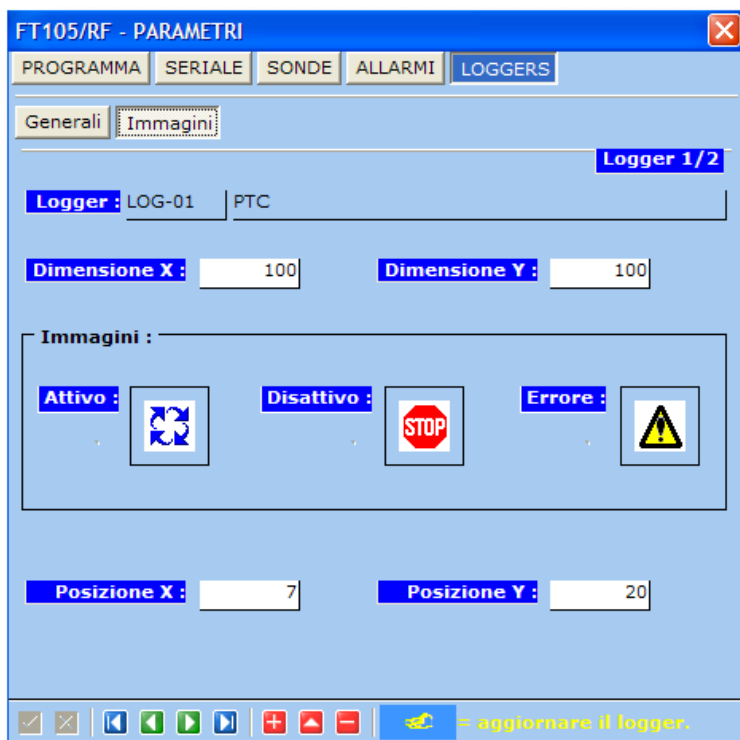 FT105/RF - PARAMETRI
PROGRAMMA SERIALE SONDE ALLARMI LOGGERS
Generali Immagini
Logger 1/2
Logger : LOG-01 PTC
Dimensione X : 100 Dimensione Y : 100
Immagini :
Attivo : Disattivo : STOP Errore :
Posizione X : 7 Posizione Y : 20
= aggiornare il logger.